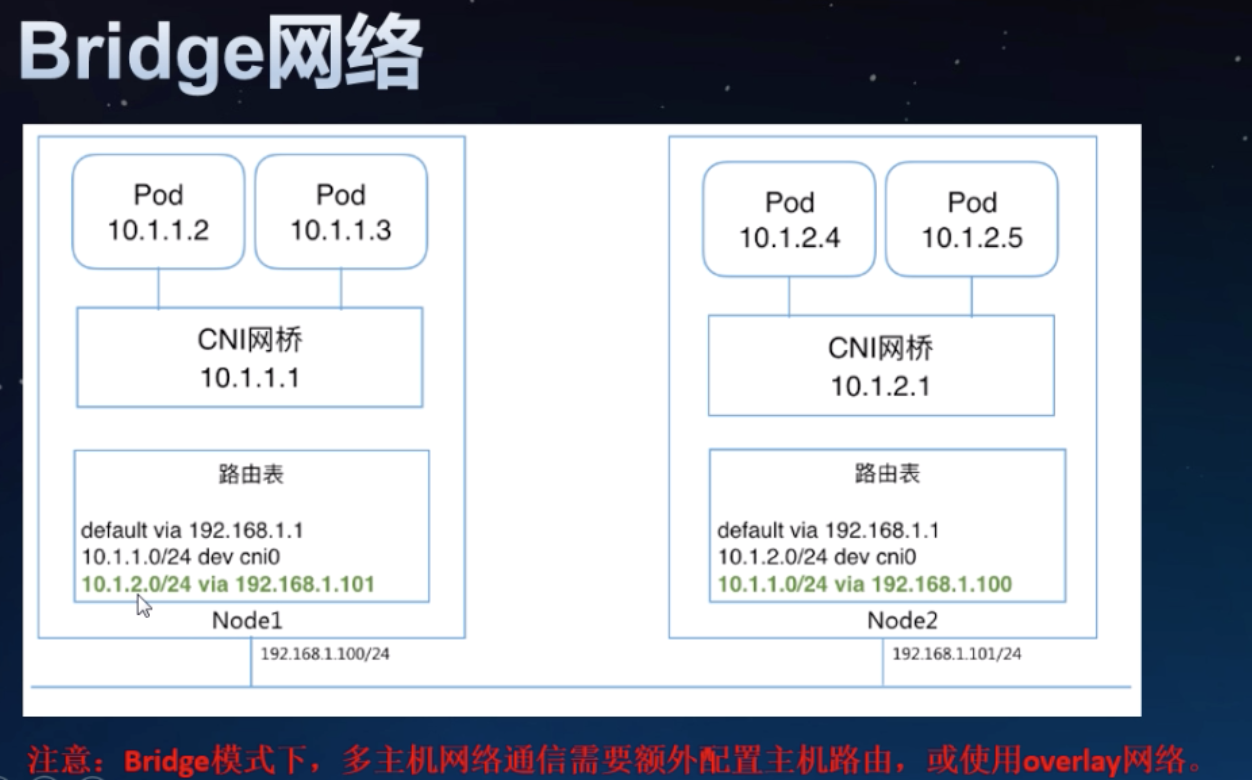 Bridge网络
Pod
10.1.1.2
Pod
10.1.1.3
CNI网桥
10.1.1.1
路由表
default via 192.168.1.1
10.1.1.0/24 dev cni0
10.1.2.0/24 via 192.168.1.101
Node1
192.168.1.100/24
Pod
10.1.2.4
Pod
10.1.2.5
CNI网桥
10.1.2.1
路由表
default via 192.168.1.1
10.1.2.0/24 dev cni0
10.1.1.0/24 via 192.168.1.100
Node2
192.168.1.101/24
注意：Bridge模式下，多主机网络通信需要额外配置主机路由，或使用overlay网络。